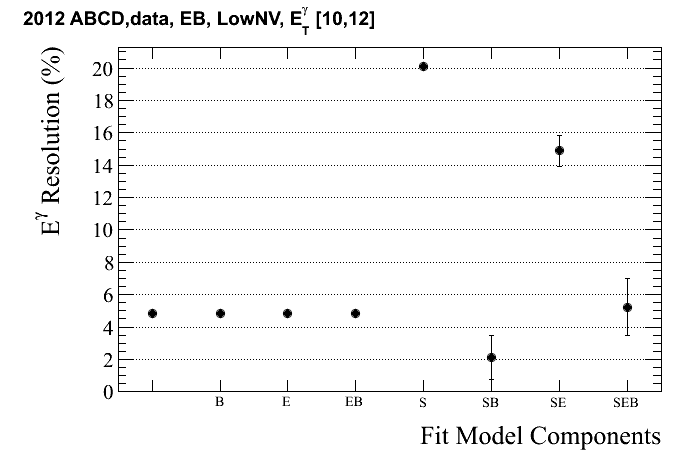 2012 ABCD,data, EB, LowNV, E_T^γ [10,12]
E^γ Resolution (%)
20
18
16
14
12
10
8
6
4
2
0
B E EB S SB SE SEB
Fit Model Components